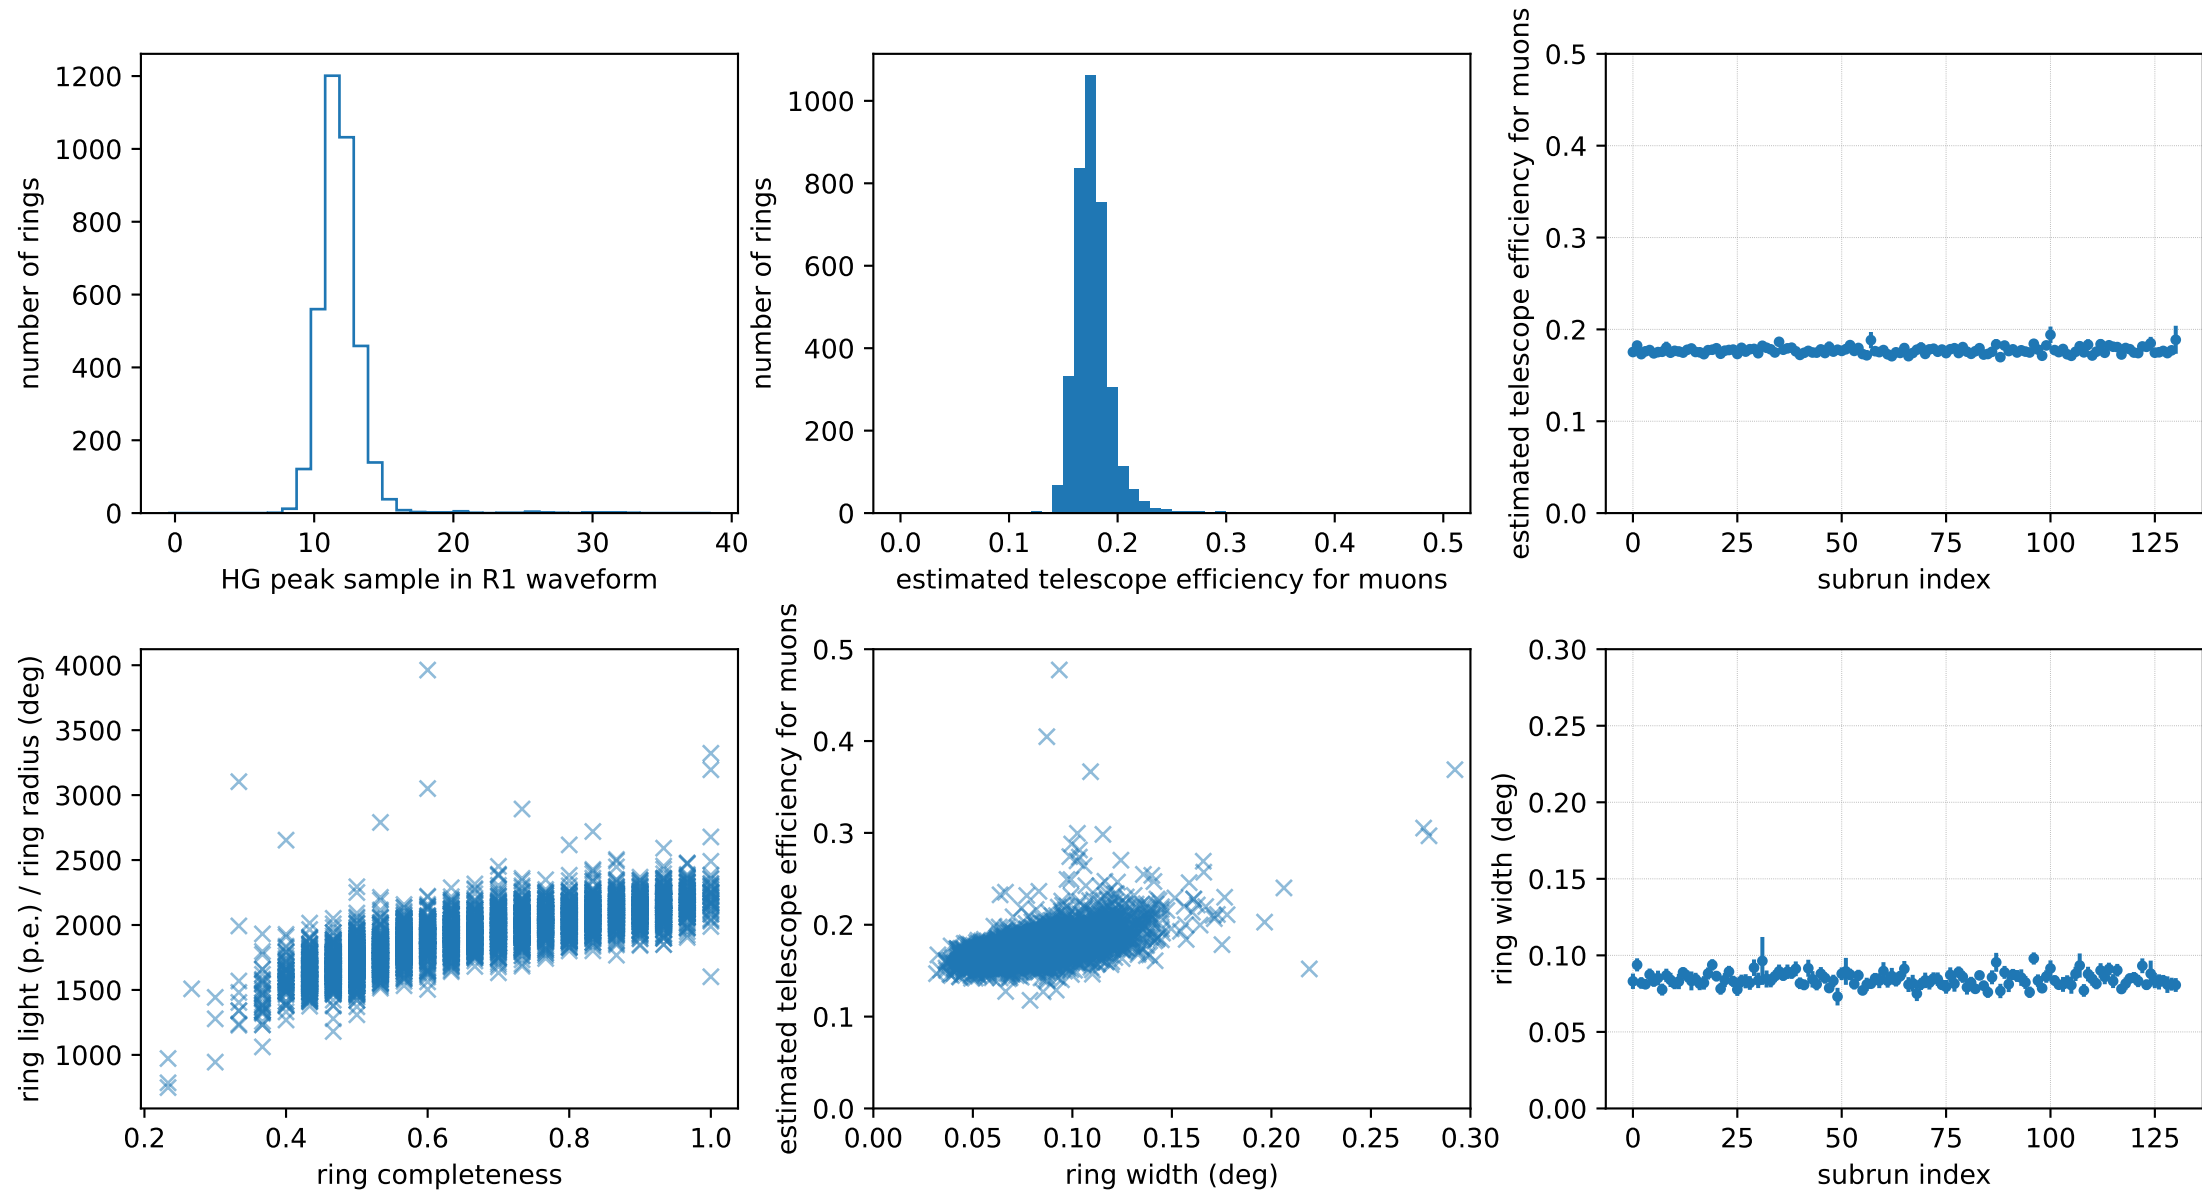 number of rings
1200
1000
800
600
400
200
0
0 10 20 30 40
HG peak sample in R1 waveform
number of rings
1000
800
600
400
200
0
0.0 0.1 0.2 0.3 0.4 0.5
estimated telescope efficiency for muons
estimated telescope efficiency for muons
0.5
0.4
0.3
0.2
0.1
0.0
0 25 50 75 100 125
subrun index
ring light (p.e.) / ring radius (deg)
4000
3500
3000
2500
2000
1500
1000
0.2 0.4 0.6 0.8 1.0
ring completeness
estimated telescope efficiency for muons
0.5
0.4
0.3
0.2
0.1
0.0
0.00 0.05 0.10 0.15 0.20 0.25 0.30
ring width (deg)
ring width (deg)
0.30
0.25
0.20
0.15
0.10
0.05
0.00
0 25 50 75 100 125
subrun index